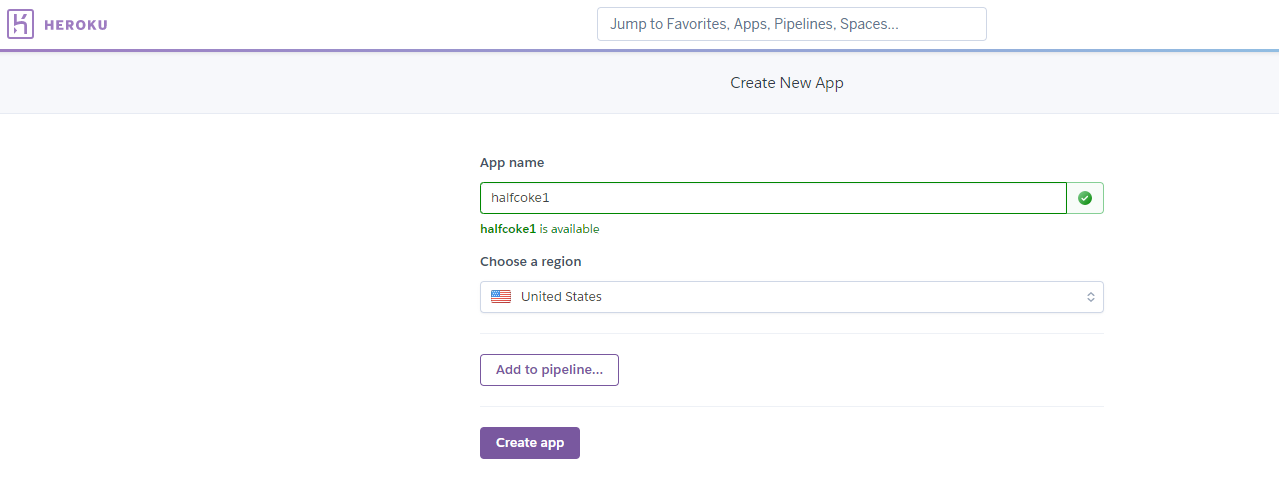 HEROKU
Jump to Favorites, Apps, Pipelines, Spaces...
Create New App
App name
halfcoke1
halfcoke1 is available
Choose a region
United States
Add to pipeline...
Create app